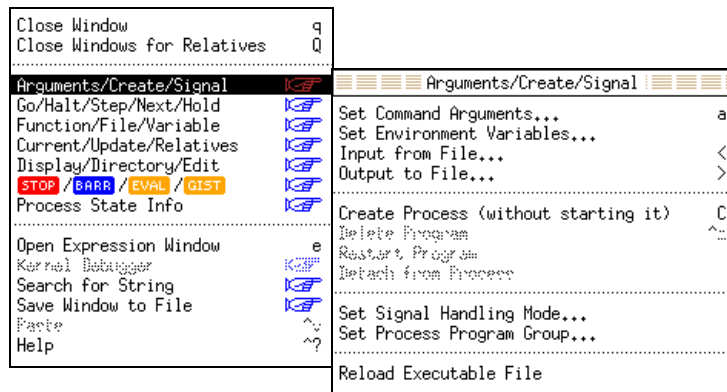 Close Window q
Close Windows for Relatives Q
Arguments/Create/Signal
Go/Halt/Step/Next/Hold
Function/File/Variable
Current/Update/Relatives
Display/Directory/Edit
STOP / BARR / EVAL / GIST
Process State Info
Open Expression Window e
Kernel Debugger
Search for String
Save Window to File
Paste ^v
Help ^?
Arguments/Create/Signal
Set Command Arguments... a
Set Environment Variables...
Input from File... <
Output to File... >
Create Process (without starting it) C
Delete Program
Restart Program
Detach from Process
Set Signal Handling Mode...
Set Process Program Group...
Reload Executable File